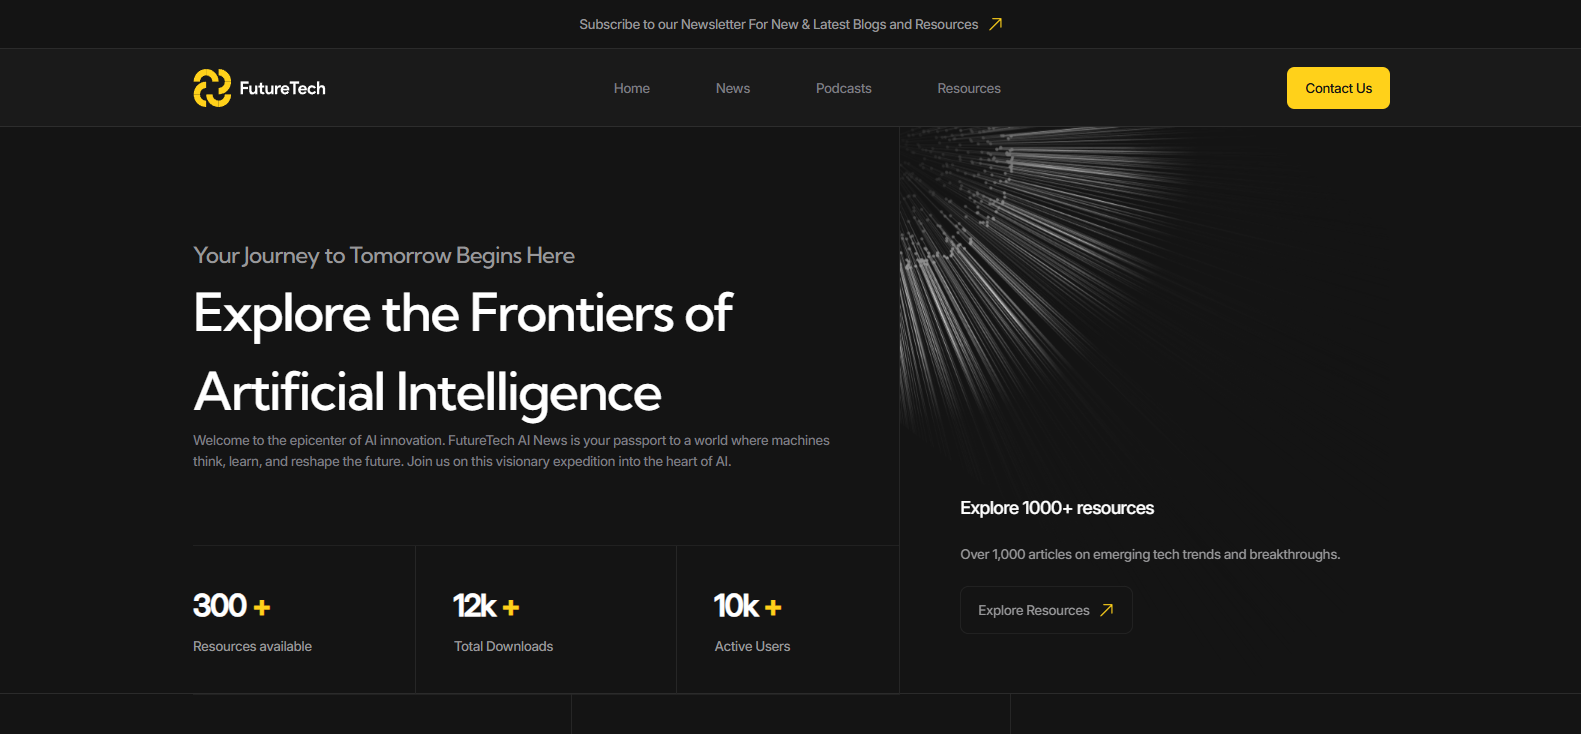 Subscribe to our Newsletter For New & Latest Blogs and Resources
FutureTech
Home
News
Podcasts
Resources
Contact Us
Your Journey to Tomorrow Begins Here
Explore the Frontiers of
Artificial Intelligence
Welcome to the epicenter of AI innovation. FutureTech AI News is your passport to a world where machines
think, learn, and reshape the future. Join us on this visionary expedition into the heart of AI.
300 +
Resources available
12k +
Total Downloads
10k +
Active Users
Explore 1000+ resources
Over 1,000 articles on emerging tech trends and breakthroughs.
Explore Resources